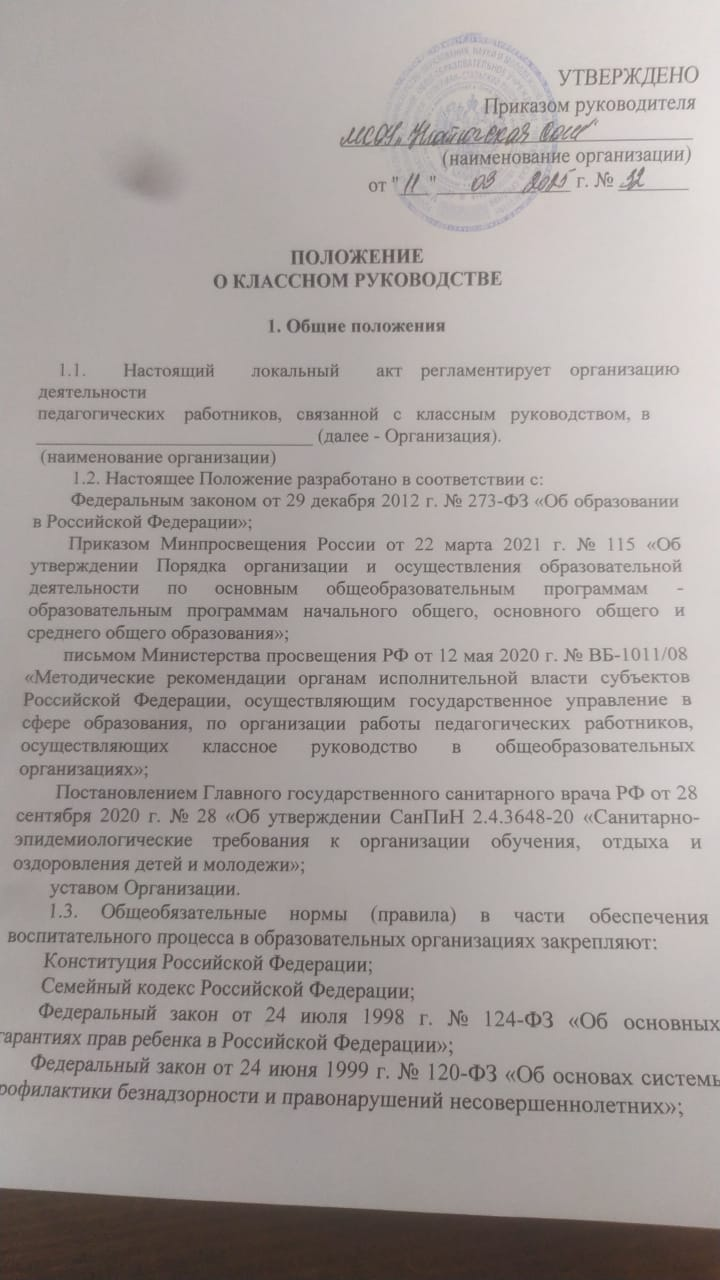 УТВЕРЖДЕНО
Приказом руководителя
(наименование организации)
от "11" 03 2025 г. № 32
ПОЛОЖЕНИЕ
О КЛАССНОМ РУКОВОДСТВЕ
1. Общие положения
1.1. Настоящий локальный акт регламентирует организацию
деятельности
педагогических работников, связанной с классным руководством, в
______________________________ (далее - Организация).
(наименование организации)
1.2. Настоящее Положение разработано в соответствии с:
Федеральным законом от 29 декабря 2012 г. № 273-ФЗ «Об образовании
в Российской Федерации»;
Приказом Минпросвещения России от 22 марта 2021 г. № 115 «Об
утверждении Порядка организации и осуществления образовательной
деятельности по основным общеобразовательным программам -
образовательным программам начального общего, основного общего и
среднего общего образования»;
письмом Министерства просвещения РФ от 12 мая 2020 г. № ВБ-1011/08
«Методические рекомендации органам исполнительной власти субъектов
Российской Федерации, осуществляющим государственное управление в
сфере образования, по организации работы педагогических работников,
осуществляющих классное руководство в общеобразовательных
организациях»;
Постановлением Главного государственного санитарного врача РФ от 28
сентября 2020 г. № 28 «Об утверждении СанПиН 2.4.3648-20 «Санитарно-
эпидемиологические требования к организации обучения, отдыха и
оздоровления детей и молодежи»;
уставом Организации.
1.3. Общеобязательные нормы (правила) в части обеспечения
воспитательного процесса в образовательных организациях закрепляют:
Конституция Российской Федерации;
Семейный кодекс Российской Федерации;
Федеральный закон от 24 июля 1998 г. № 124-ФЗ «Об основных
гарантиях прав ребенка в Российской Федерации»;
Федеральный закон от 24 июня 1999 г. № 120-ФЗ «Об основах системы
рофилактики безнадзорности и правонарушений несовершеннолетних»;